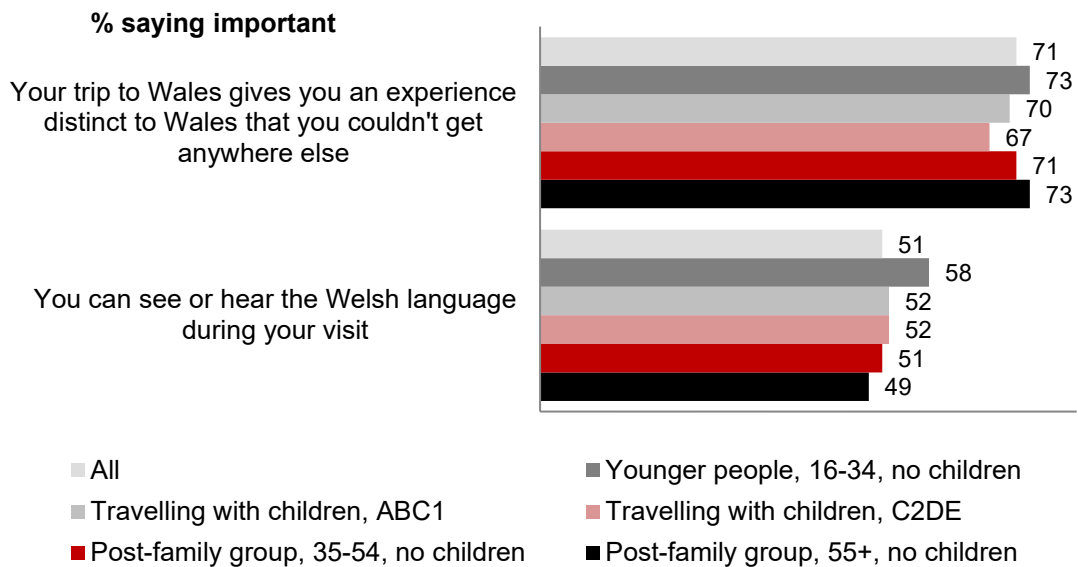 % saying important
Your trip to Wales gives you an experience
distinct to Wales that you couldn't get
anywhere else
71
73
70
67
71
73
You can see or hear the Welsh language
during your visit
51
58
52
52
51
49
All
Younger people, 16-34, no children
Travelling with children, ABC1
Travelling with children, C2DE
Post-family group, 35-54, no children
Post-family group, 55+, no children